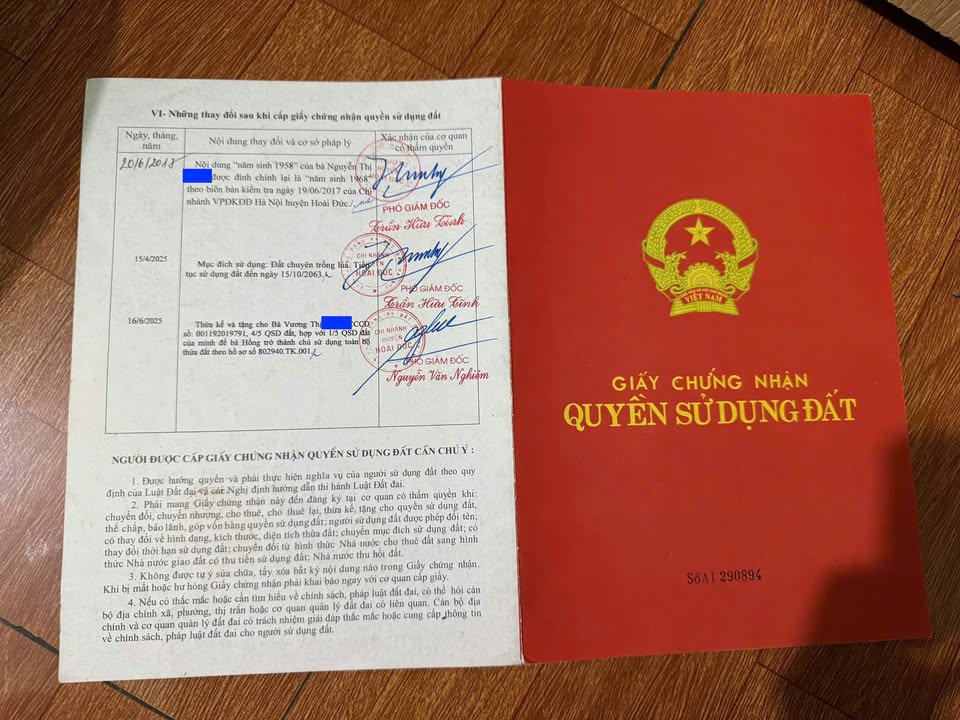 VI- Những thay đổi sau khi cấp giấy chứng nhận quyền sử dụng đất
Ngày, tháng, năm
Nội dung thay đổi và cơ sở pháp lý
Xác nhận của cơ quan có thẩm quyền
20/6/2018
Nội dung "năm sinh 1958" của bà Nguyễn Thị
được đính chính lại là "năm sinh 1968"
theo biên bản kiểm tra ngày 19/06/2017 của Chi
nhánh VPĐKĐĐ Hà Nội huyện Hoài Đức./.
PHÓ GIÁM ĐỐC
Trần Hữu Tình
15/4/2025
Mục đích sử dụng: Đất chuyên trồng lúa. Tiếp
tục sử dụng đất đến ngày 15/10/2063.
CHI NHÁNH
HOÀI ĐỨC
PHÓ GIÁM ĐỐC
Trần Hữu Tình
16/6/2025
Thừa kế và tặng cho Bà Vương Thị CCCD
số: 001192019791, 4/5 QSD đất, hợp với 1/5 QSD đất
của mình để bà Hồng trở thành chủ sử dụng toàn bộ
thửa đất theo hồ sơ số 802940.TK.001.
CHI NHÁNH
HUYỆN
HOÀI ĐỨC
PHÓ GIÁM ĐỐC
Nguyễn Văn Nghiêm
NGƯỜI ĐƯỢC CẤP GIẤY CHỨNG NHẬN QUYỀN SỬ DỤNG ĐẤT CẦN CHÚ Ý :
1. Được hưởng quyền và phải thực hiện nghĩa vụ của người sử dụng đất theo quy
định của Luật Đất đai và các Nghị định hướng dẫn thi hành Luật Đất đai.
2. Phải mang Giấy chứng nhận này đến đăng ký tại cơ quan có thẩm quyền khi:
chuyển đổi, chuyển nhượng, cho thuê, cho thuê lại, thừa kế, tặng cho quyền sử dụng đất,
thế chấp, bảo lãnh, góp vốn bằng quyền sử dụng đất; người sử dụng đất được phép đổi tên;
có thay đổi về hình dạng, kích thước, diện tích thửa đất; chuyển mục đích sử dụng đất; có
thay đổi thời hạn sử dụng đất; chuyển đổi từ hình thức Nhà nước cho thuê đất sang hình
thức Nhà nước giao đất có thu tiền sử dụng đất; Nhà nước thu hồi đất.
3. Không được tự ý sửa chữa, tẩy xóa bất kỳ nội dung nào trong Giấy chứng nhận.
Khi bị mất hoặc hư hỏng Giấy chứng nhận phải khai báo ngay với cơ quan cấp giấy.
4. Nếu có thắc mắc hoặc cần tìm hiểu về chính sách, pháp luật đất đai, có thể hỏi cán
bộ địa chính xã, phường, thị trấn hoặc cơ quan quản lý đất đai có liên quan. Cán bộ địa
chính và cơ quan quản lý đất đai có trách nhiệm giải đáp thắc mắc hoặc cung cấp thông tin
về chính sách, pháp luật đất đai cho người sử dụng đất.
VIỆT NAM
GIẤY CHỨNG NHẬN
QUYỀN SỬ DỤNG ĐẤT
Số AI 290894